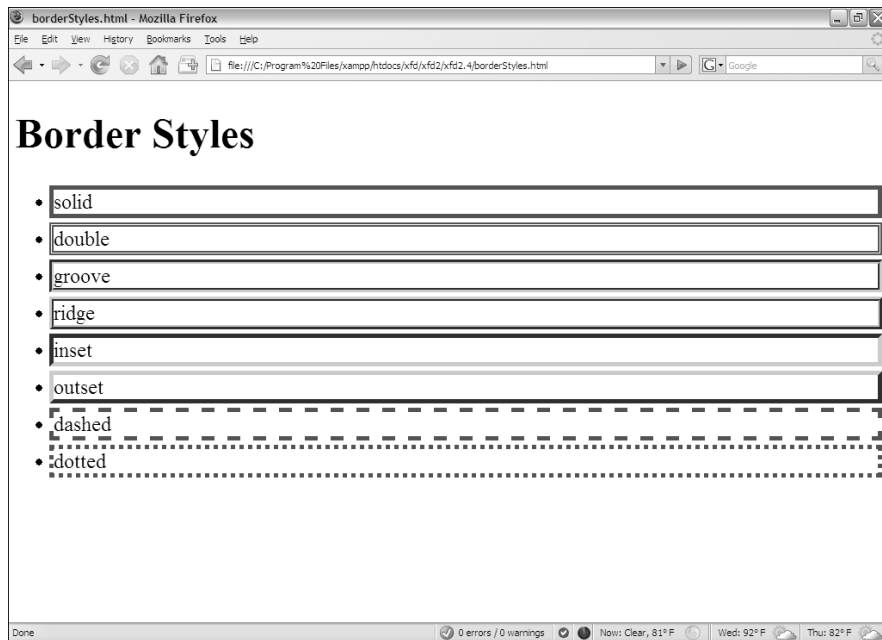 borderStyles.html - Mozilla Firefox
File Edit View History Bookmarks Tools Help
file:///C:/Program%20Files/xampp/htdocs/xfd/xfd2/xfd2.4/borderStyles.html G Google
Border Styles
solid
double
groove
ridge
inset
outset
dashed
dotted
Done 0 errors / 0 warnings Now: Clear, 81° F Wed: 92° F Thu: 82° F